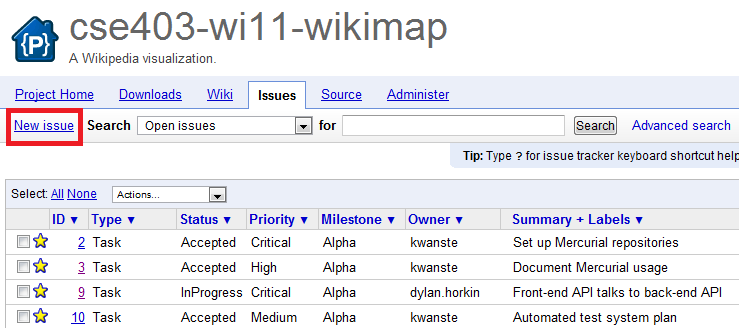 {P}
cse403-wi11-wikimap
A Wikipedia visualization.
Project Home Downloads Wiki Issues Source Administer
New issue Search Open issues for Search Advanced search
Tip: Type ? for issue tracker keyboard shortcut help
Select: All None Actions...
ID ▼ Type ▼ Status ▼ Priority ▼ Milestone ▼ Owner ▼ Summary + Labels ▼
2 Task Accepted Critical Alpha kwanste Set up Mercurial repositories
3 Task Accepted High Alpha kwanste Document Mercurial usage
9 Task InProgress Critical Alpha dylan.horkin Front-end API talks to back-end API
10 Task Accepted Medium Alpha kwanste Automated test system plan